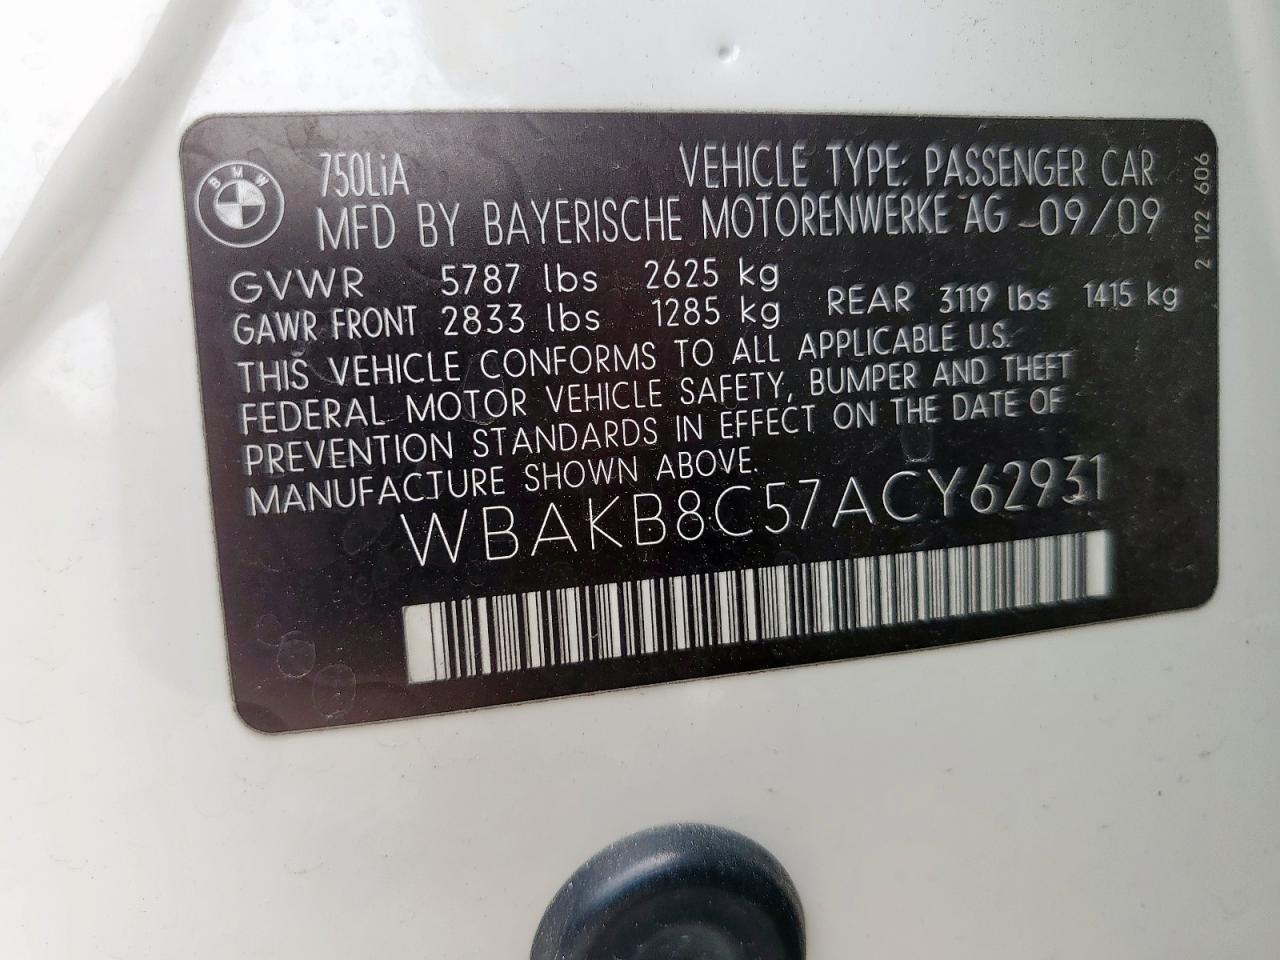 BMW
750LiA VEHICLE TYPE: PASSENGER CAR
MFD BY BAYERISCHE MOTORENWERKE AG 09/09
GVWR 5787 lbs 2625 kg
GAWR FRONT 2833 lbs 1285 kg REAR 3119 lbs 1415 kg
THIS VEHICLE CONFORMS TO ALL APPLICABLE U.S.
FEDERAL MOTOR VEHICLE SAFETY, BUMPER AND THEFT
PREVENTION STANDARDS IN EFFECT ON THE DATE OF
MANUFACTURE SHOWN ABOVE.
WBAKB8C57ACY62931
2 122 606